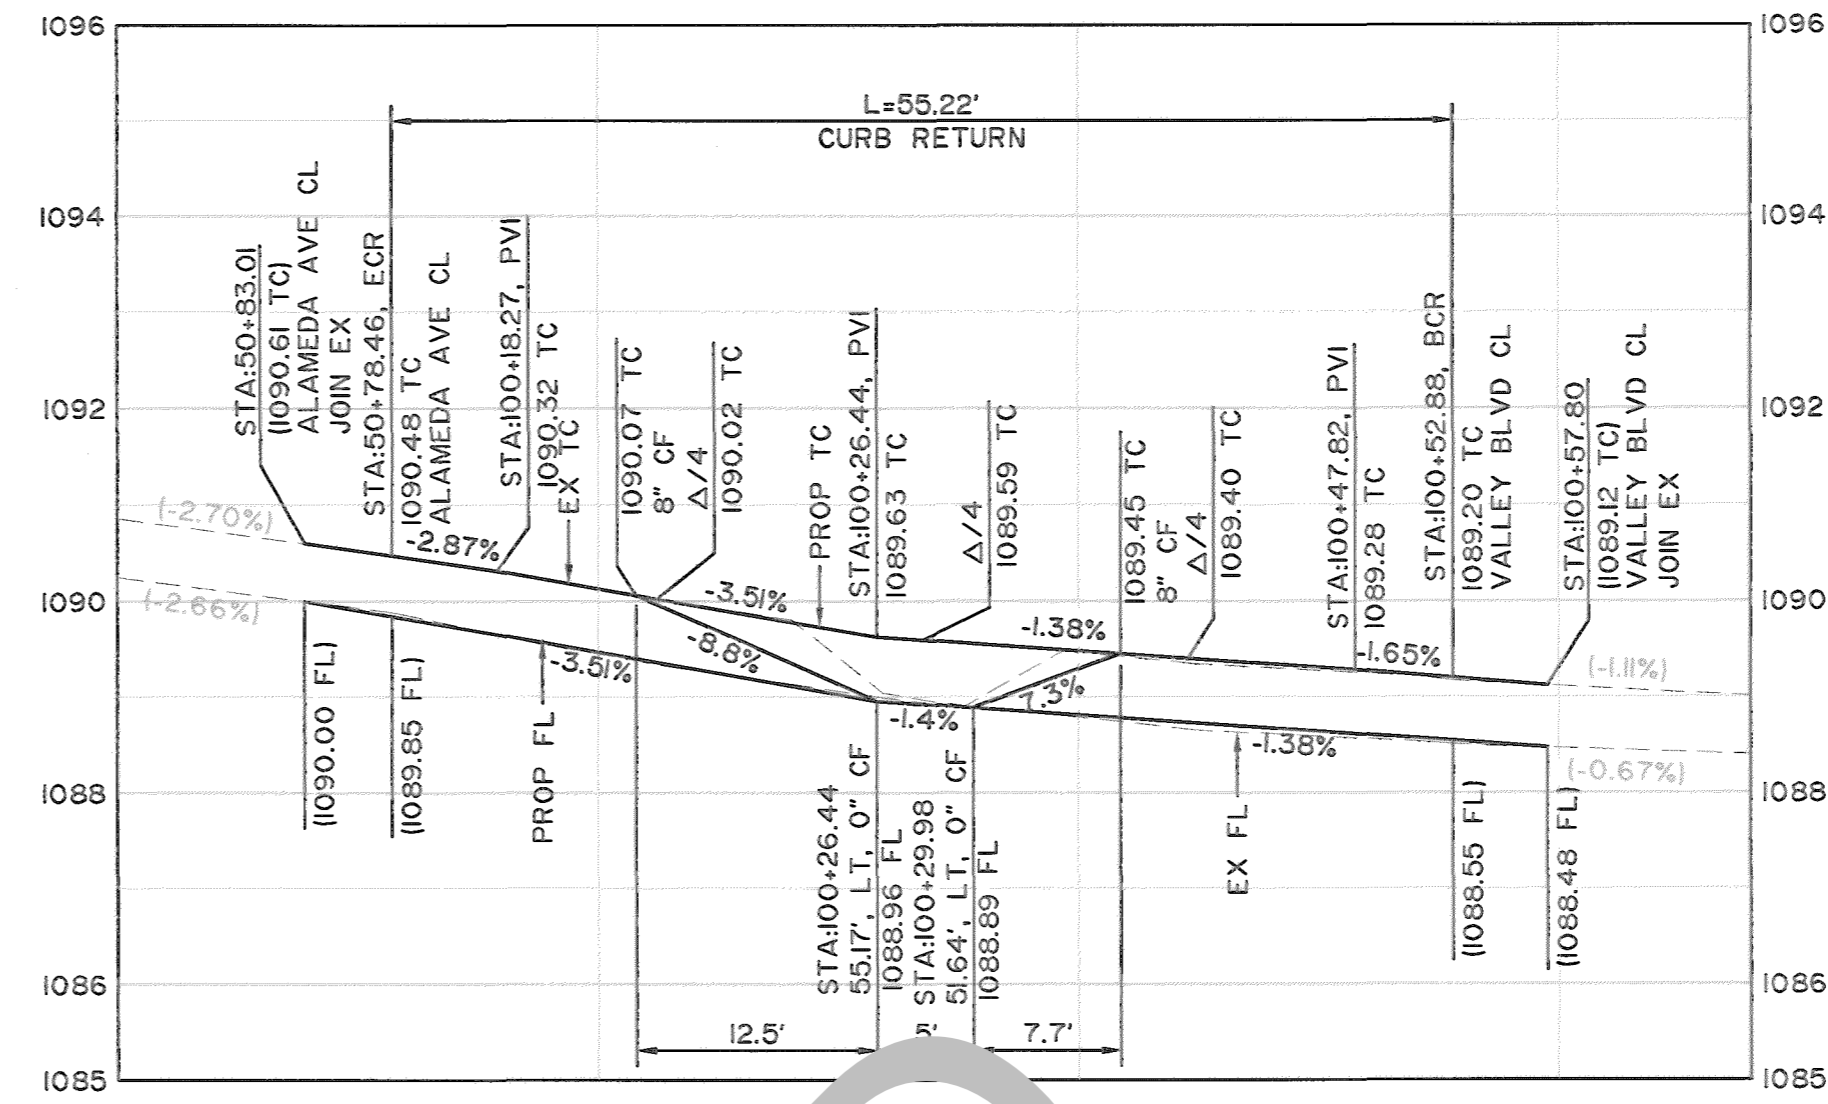 1096
1096
L=55.22'
CURB RETURN
1094
1094
STA:50+83.01
(1090.61 TC)
ALAMEDA AVE CL
JOIN EX
STA:50+78.46, ECR
1090.48 TC
ALAMEDA AVE CL
STA:100+18.27, PVI
1090.32 TC
EX TC
1090.07 TC
8" CF
Δ/4
1090.02 TC
PROP TC
STA:100+26.44, PVI
1089.63 TC
Δ/4
1089.59 TC
1089.45 TC
8" CF
Δ/4
1089.40 TC
STA:100+47.82, PVI
1089.28 TC
STA:100+52.88, BCR
1089.20 TC
VALLEY BLVD CL
STA:100+57.80
(1089.12 TC)
VALLEY BLVD CL
JOIN EX
1092
1092
(-2.70%)
-2.87%
1090
1090
(-2.66%)
-3.51%
-1.38%
-8.8%
-3.51%
-1.65%
(-1.11%)
7.3%
-1.4%
-1.38%
(-0.67%)
(1090.00 FL)
(1089.85 FL)
PROP FL
STA:100+26.44
55.17', LT, 0" CF
1088.96 FL
STA:100+29.98
51.64', LT, 0" CF
1088.89 FL
EX FL
(1088.55 FL)
(1088.48 FL)
1088
1088
1086
1086
12.5'
5'
7.7'
1085
1085